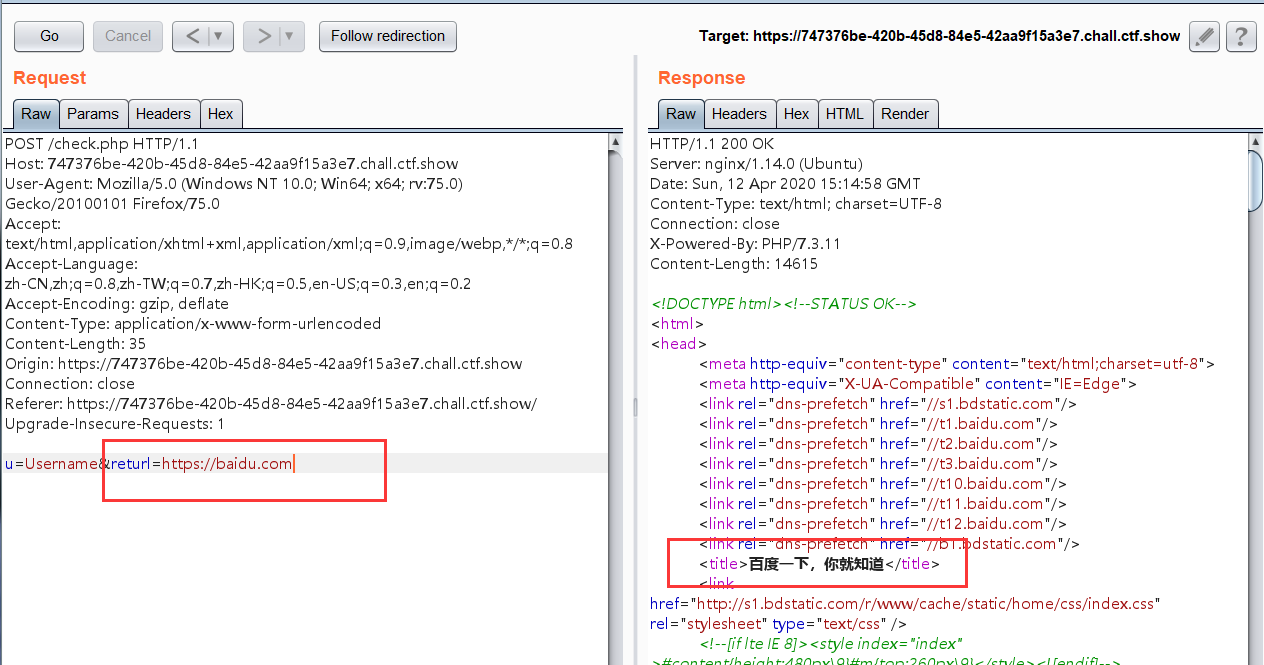 Go
Cancel
<
>
Follow redirection
Target: https://747376be-420b-45d8-84e5-42aa9f15a3e7.chall.ctf.show
?
Request
Raw
Params
Headers
Hex
POST /check.php HTTP/1.1
Host: 747376be-420b-45d8-84e5-42aa9f15a3e7.chall.ctf.show
User-Agent: Mozilla/5.0 (Windows NT 10.0; Win64; x64; rv:75.0)
Gecko/20100101 Firefox/75.0
Accept:
text/html,application/xhtml+xml,application/xml;q=0.9,image/webp,*/*;q=0.8
Accept-Language:
zh-CN,zh;q=0.8,zh-TW;q=0.7,zh-HK;q=0.5,en-US;q=0.3,en;q=0.2
Accept-Encoding: gzip, deflate
Content-Type: application/x-www-form-urlencoded
Content-Length: 35
Origin: https://747376be-420b-45d8-84e5-42aa9f15a3e7.chall.ctf.show
Connection: close
Referer: https://747376be-420b-45d8-84e5-42aa9f15a3e7.chall.ctf.show/
Upgrade-Insecure-Requests: 1
u=Username&returl=https://baidu.com
Response
Raw
Headers
Hex
HTML
Render
HTTP/1.1 200 OK
Server: nginx/1.14.0 (Ubuntu)
Date: Sun, 12 Apr 2020 15:14:58 GMT
Content-Type: text/html; charset=UTF-8
Connection: close
X-Powered-By: PHP/7.3.11
Content-Length: 14615
<!DOCTYPE html><!--STATUS OK-->
<html>
<head>
<meta http-equiv="content-type" content="text/html;charset=utf-8">
<meta http-equiv="X-UA-Compatible" content="IE=Edge">
<link rel="dns-prefetch" href="//s1.bdstatic.com"/>
<link rel="dns-prefetch" href="//t1.baidu.com"/>
<link rel="dns-prefetch" href="//t2.baidu.com"/>
<link rel="dns-prefetch" href="//t3.baidu.com"/>
<link rel="dns-prefetch" href="//t10.baidu.com"/>
<link rel="dns-prefetch" href="//t11.baidu.com"/>
<link rel="dns-prefetch" href="//t12.baidu.com"/>
<link rel="dns-prefetch" href="//b1.bdstatic.com"/>
<title>百度一下，你就知道</title>
<link
href="http://s1.bdstatic.com/r/www/cache/static/home/css/index.css"
rel="stylesheet" type="text/css" />
<!--[if lte IE 8]><style index="index"
>#content{height:480px\9}#m{top:260px\9}</style><![endif]-->